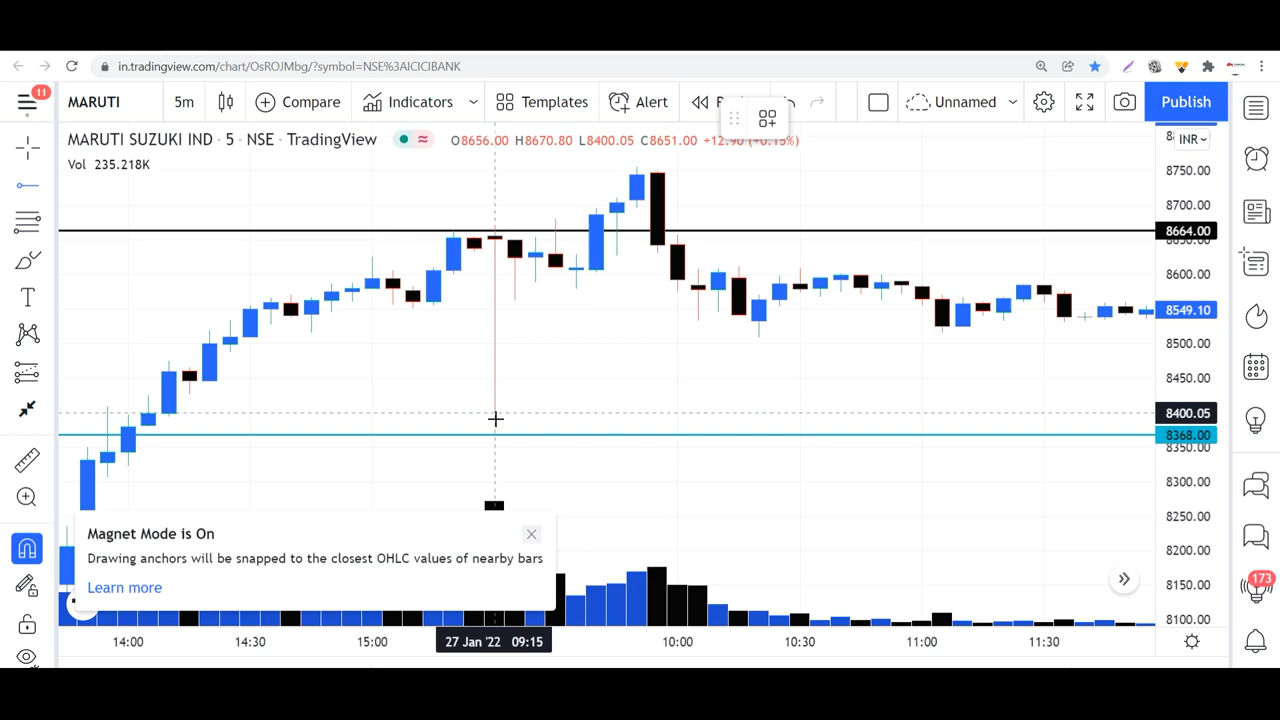 in.tradingview.com/chart/OsROJMbg/?symbol=NSE%3AICICIBANK
11
MARUTI 5m Compare Indicators Templates Alert Unnamed Publish
MARUTI SUZUKI IND · 5 · NSE · TradingView O8656.00 H8670.80 L8400.05 C8651.00 +12.90 (+0.15%)
INR
Vol 235.218K
8750.00
8700.00
8664.00
8600.00
8549.10
8500.00
8450.00
8400.05
8368.00
8350.00
8300.00
8250.00
8200.00
8150.00
8100.00
Magnet Mode is On
Drawing anchors will be snapped to the closest OHLC values of nearby bars
Learn more
173
14:00 14:30 15:00 27 Jan '22 09:15 10:00 10:30 11:00 11:30